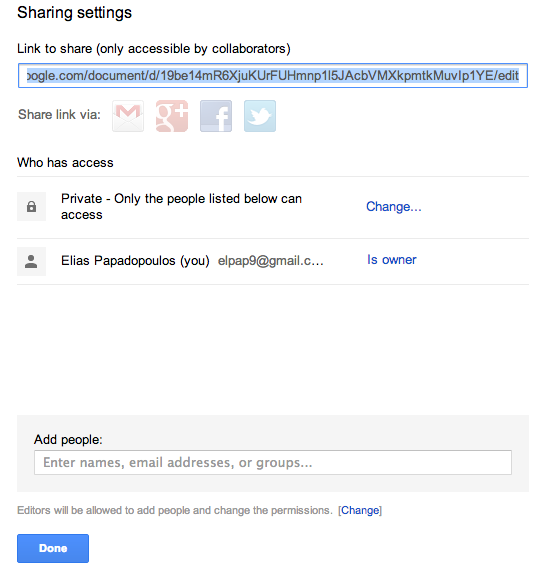 Sharing settings
Link to share (only accessible by collaborators)
oogle.com/document/d/19be14mR6XjuKUrFUHmnp1I5JAcbVMXkpmtkMuvIp1YE/edit
Share link via:
Who has access
Private - Only the people listed below can
access
Change...
Elias Papadopoulos (you) elpap9@gmail.c...
Is owner
Add people:
Enter names, email addresses, or groups...
Editors will be allowed to add people and change the permissions. [Change]
Done